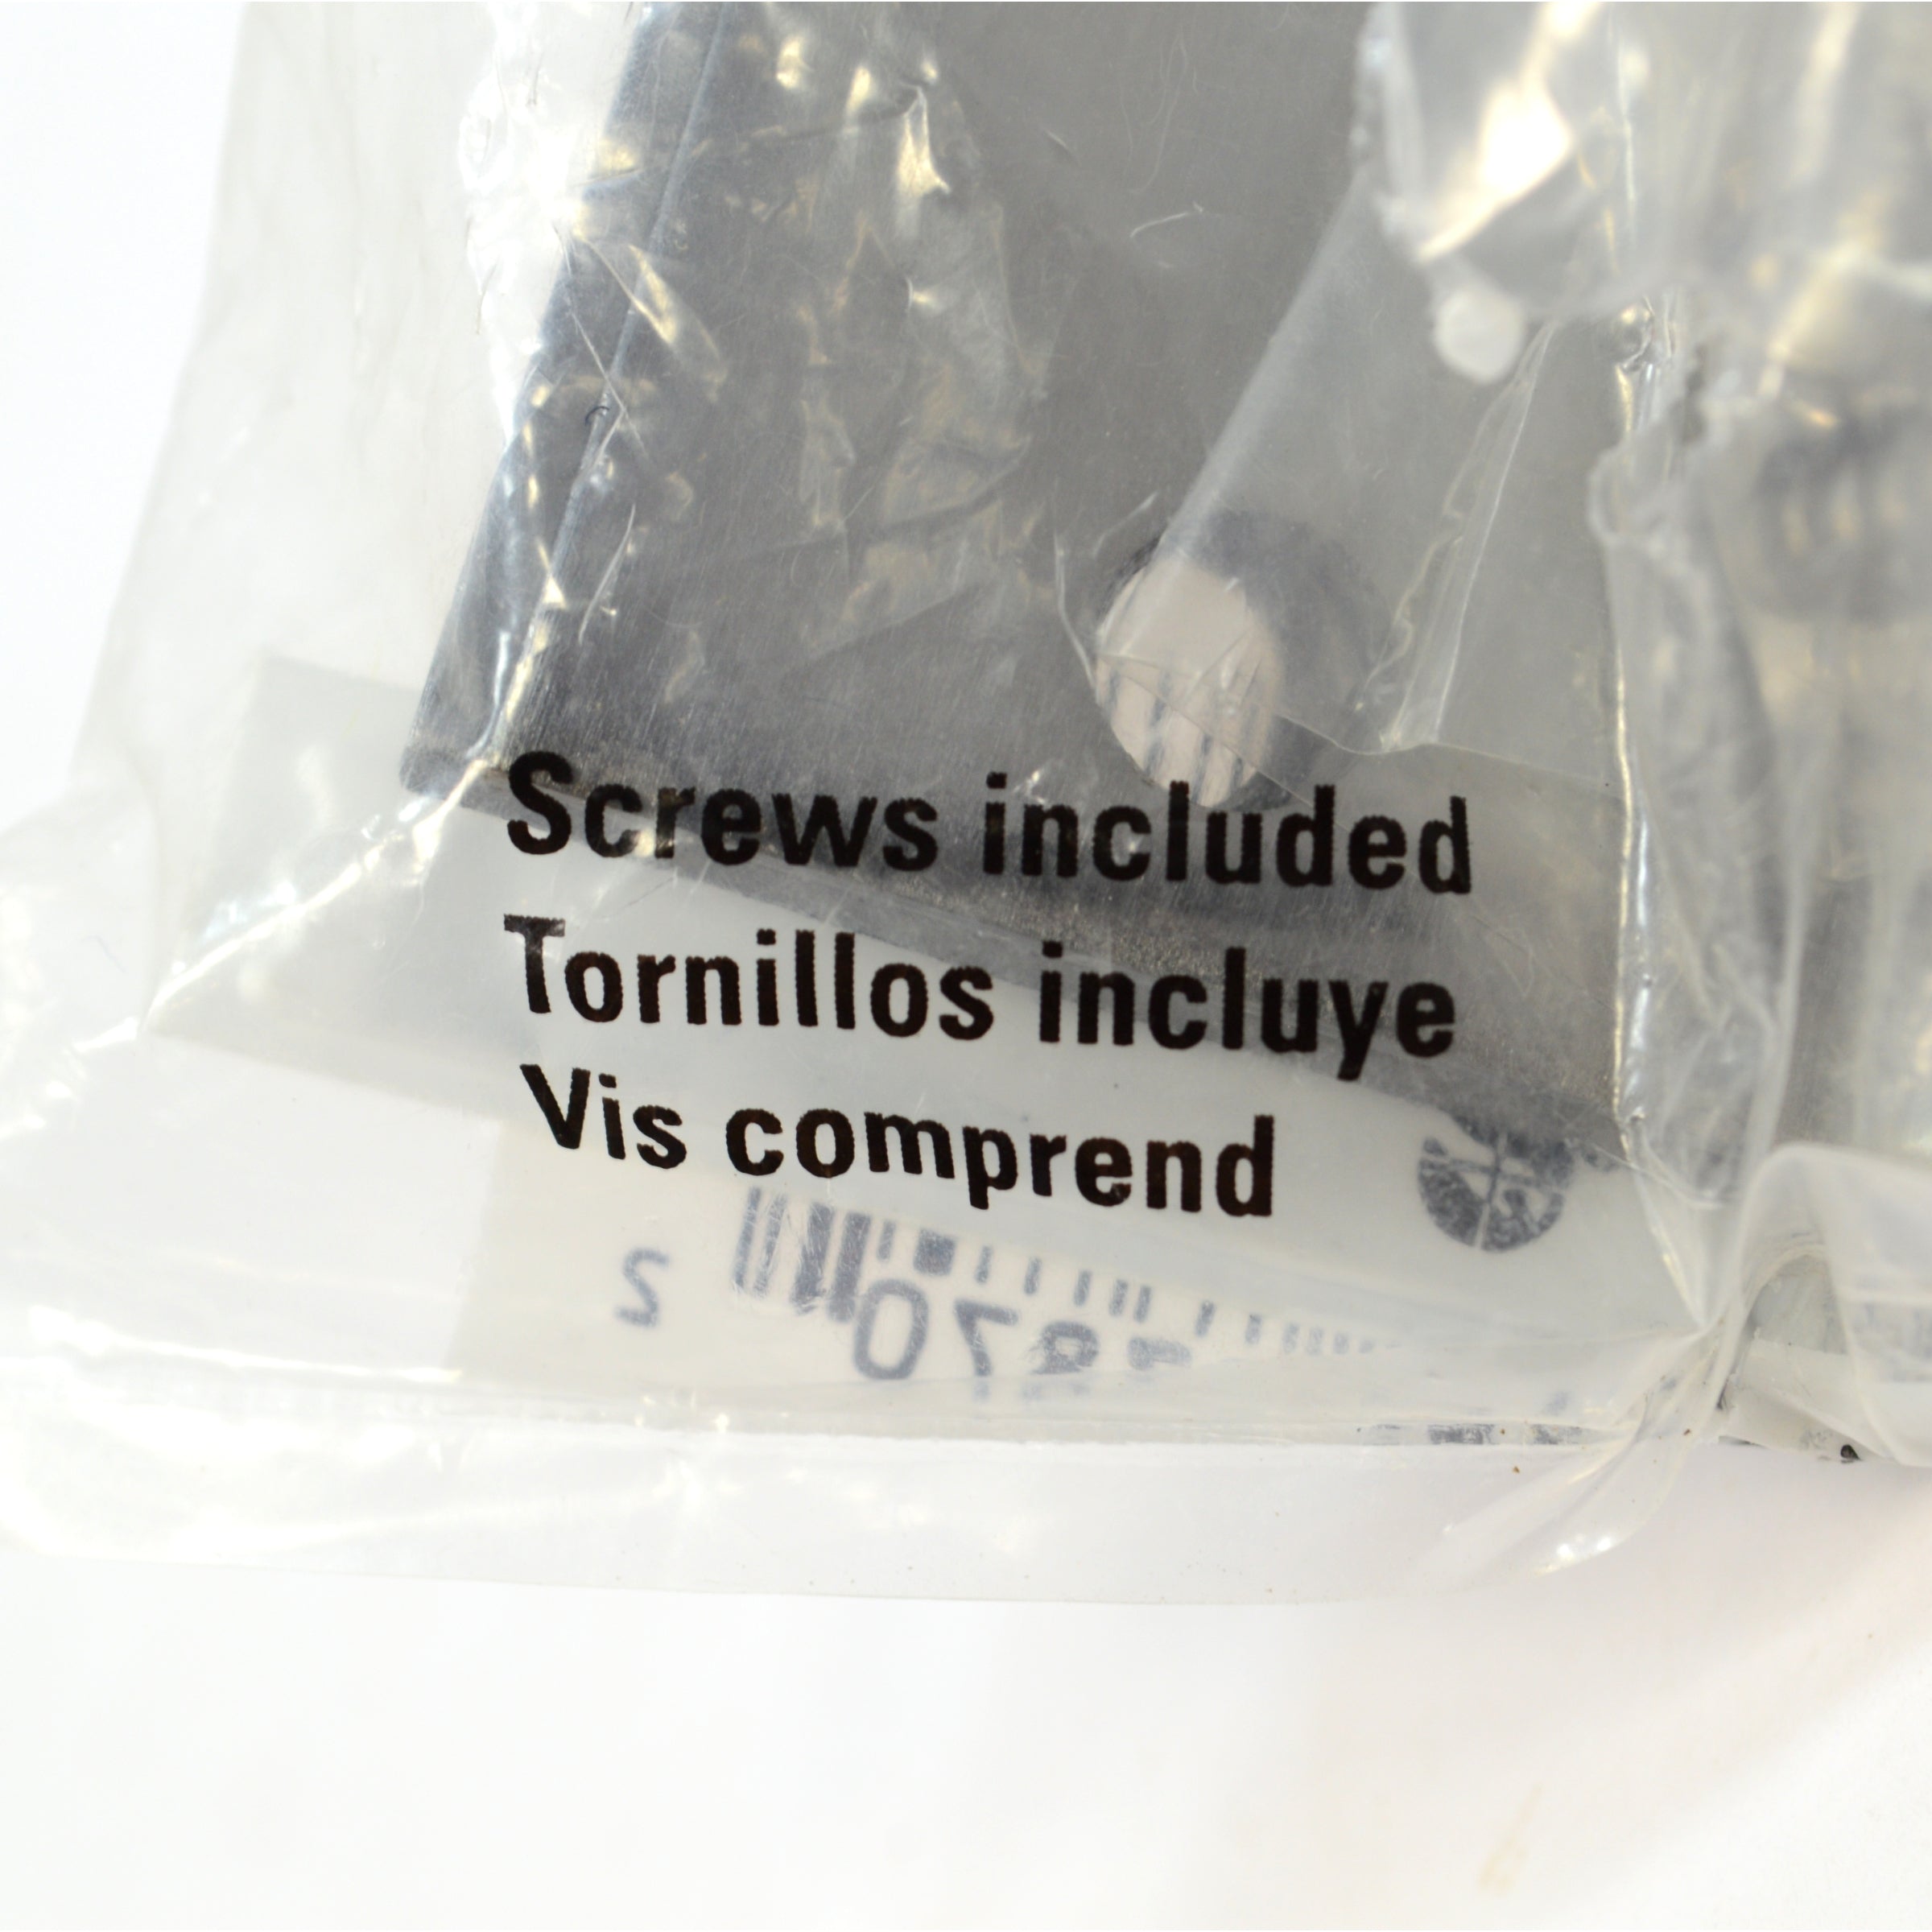 Screws included
Tornillos incluye
Vis comprend